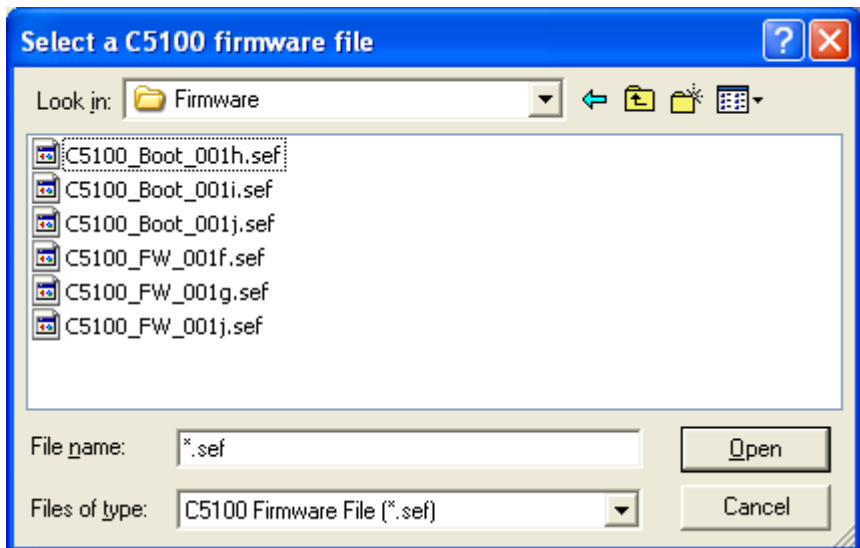 Select a C5100 firmware file
Look in: Firmware
C5100_Boot_001h.sef
C5100_Boot_001i.sef
C5100_Boot_001j.sef
C5100_FW_001f.sef
C5100_FW_001g.sef
C5100_FW_001j.sef
File name: *.sef Open
Files of type: C5100 Firmware File (*.sef) Cancel